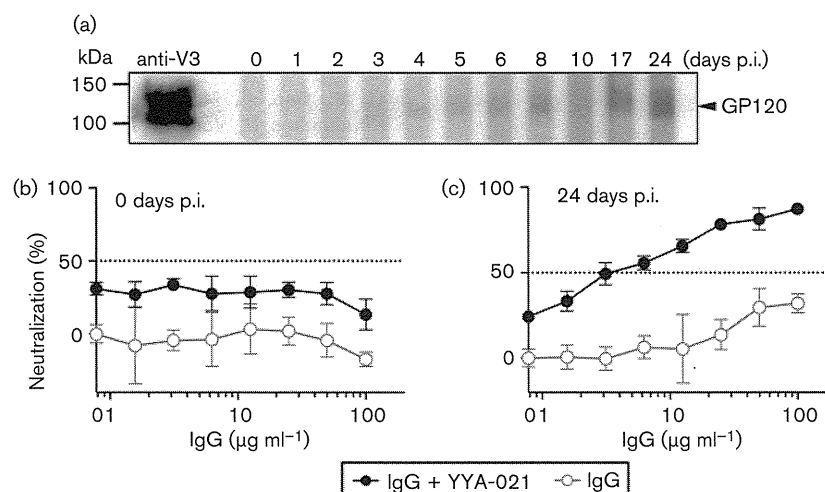 (a)
kDa anti-V3 0 1 2 3 4 5 6 8 10 17 24 (days p.i.)
150
100
GP120
(b)
0 days p.i.
(c)
24 days p.i.
Neutralization (%)
100
50
0
100
50
0
01 10 100
IgG (µg ml−1)
01 10 100
IgG (µg ml−1)
IgG + YYA-021 IgG